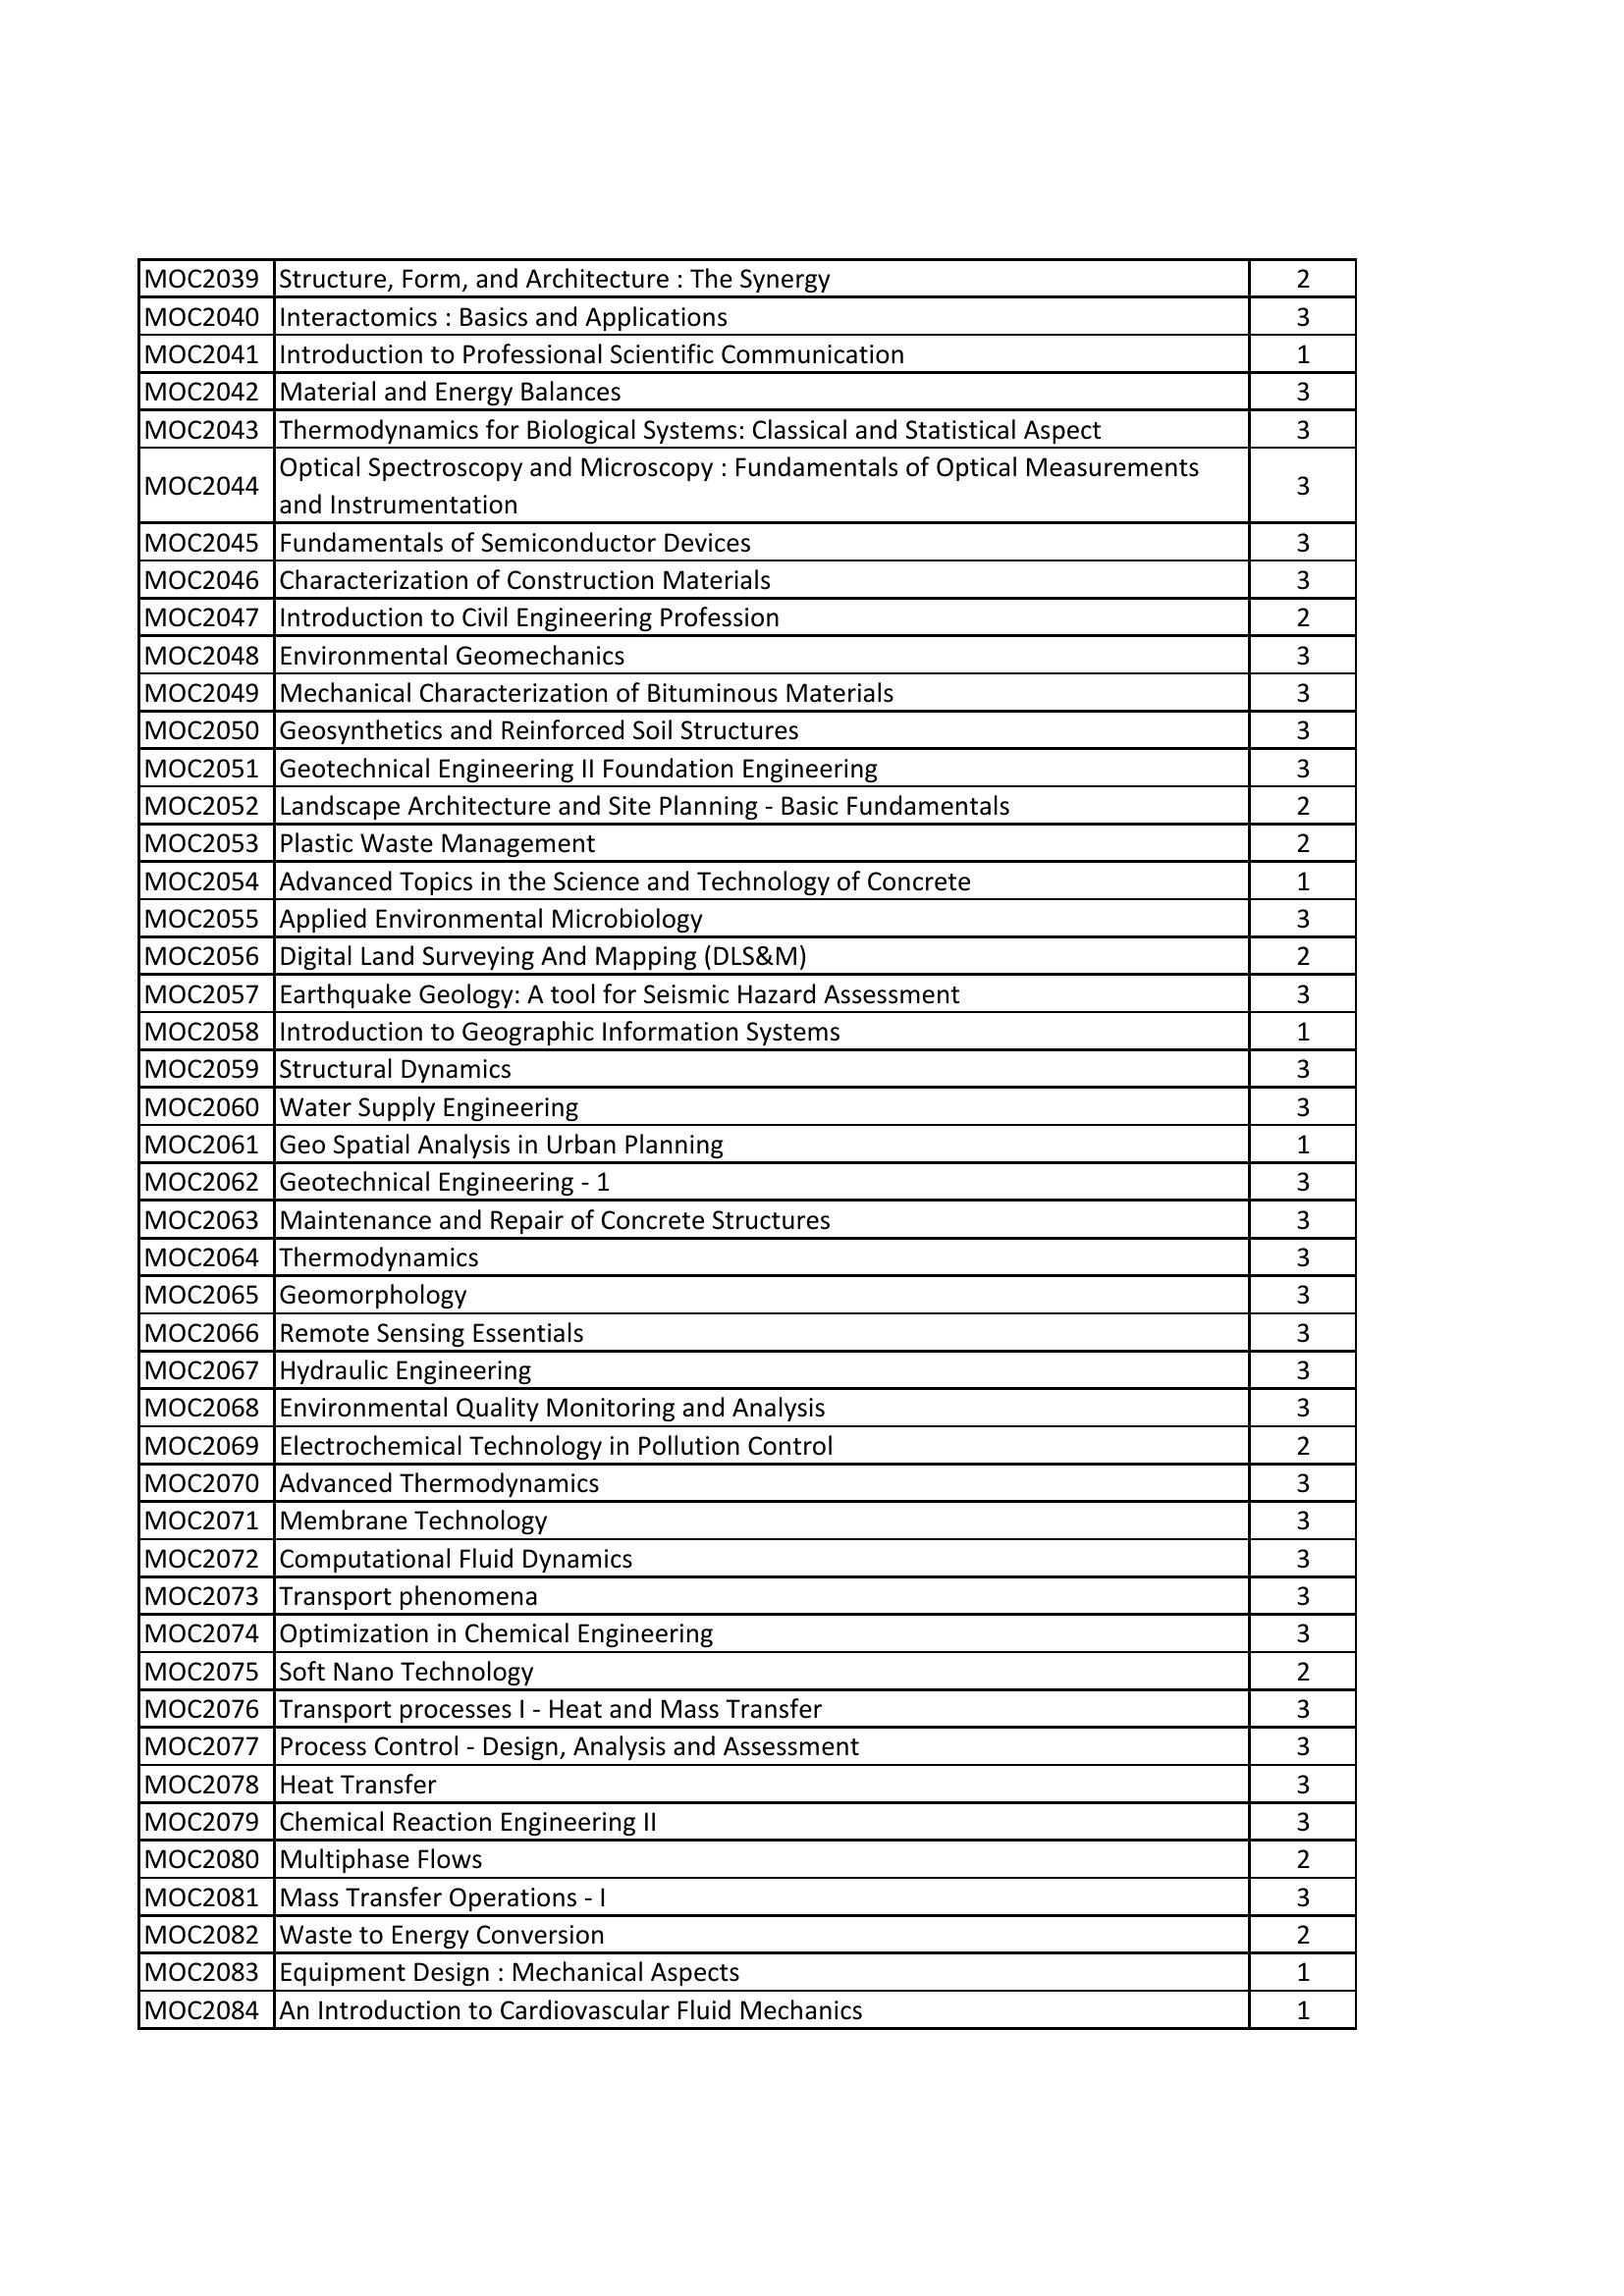 MOC2039 Structure, Form, and Architecture : The Synergy 2
MOC2040 Interactomics : Basics and Applications 3
MOC2041 Introduction to Professional Scientific Communication 1
MOC2042 Material and Energy Balances 3
MOC2043 Thermodynamics for Biological Systems: Classical and Statistical Aspect 3
MOC2044 Optical Spectroscopy and Microscopy : Fundamentals of Optical Measurements
and Instrumentation 3
MOC2045 Fundamentals of Semiconductor Devices 3
MOC2046 Characterization of Construction Materials 3
MOC2047 Introduction to Civil Engineering Profession 2
MOC2048 Environmental Geomechanics 3
MOC2049 Mechanical Characterization of Bituminous Materials 3
MOC2050 Geosynthetics and Reinforced Soil Structures 3
MOC2051 Geotechnical Engineering II Foundation Engineering 3
MOC2052 Landscape Architecture and Site Planning - Basic Fundamentals 2
MOC2053 Plastic Waste Management 2
MOC2054 Advanced Topics in the Science and Technology of Concrete 1
MOC2055 Applied Environmental Microbiology 3
MOC2056 Digital Land Surveying And Mapping (DLS&M) 2
MOC2057 Earthquake Geology: A tool for Seismic Hazard Assessment 3
MOC2058 Introduction to Geographic Information Systems 1
MOC2059 Structural Dynamics 3
MOC2060 Water Supply Engineering 3
MOC2061 Geo Spatial Analysis in Urban Planning 1
MOC2062 Geotechnical Engineering - 1 3
MOC2063 Maintenance and Repair of Concrete Structures 3
MOC2064 Thermodynamics 3
MOC2065 Geomorphology 3
MOC2066 Remote Sensing Essentials 3
MOC2067 Hydraulic Engineering 3
MOC2068 Environmental Quality Monitoring and Analysis 3
MOC2069 Electrochemical Technology in Pollution Control 2
MOC2070 Advanced Thermodynamics 3
MOC2071 Membrane Technology 3
MOC2072 Computational Fluid Dynamics 3
MOC2073 Transport phenomena 3
MOC2074 Optimization in Chemical Engineering 3
MOC2075 Soft Nano Technology 2
MOC2076 Transport processes I - Heat and Mass Transfer 3
MOC2077 Process Control - Design, Analysis and Assessment 3
MOC2078 Heat Transfer 3
MOC2079 Chemical Reaction Engineering II 3
MOC2080 Multiphase Flows 2
MOC2081 Mass Transfer Operations - I 3
MOC2082 Waste to Energy Conversion 2
MOC2083 Equipment Design : Mechanical Aspects 1
MOC2084 An Introduction to Cardiovascular Fluid Mechanics 1